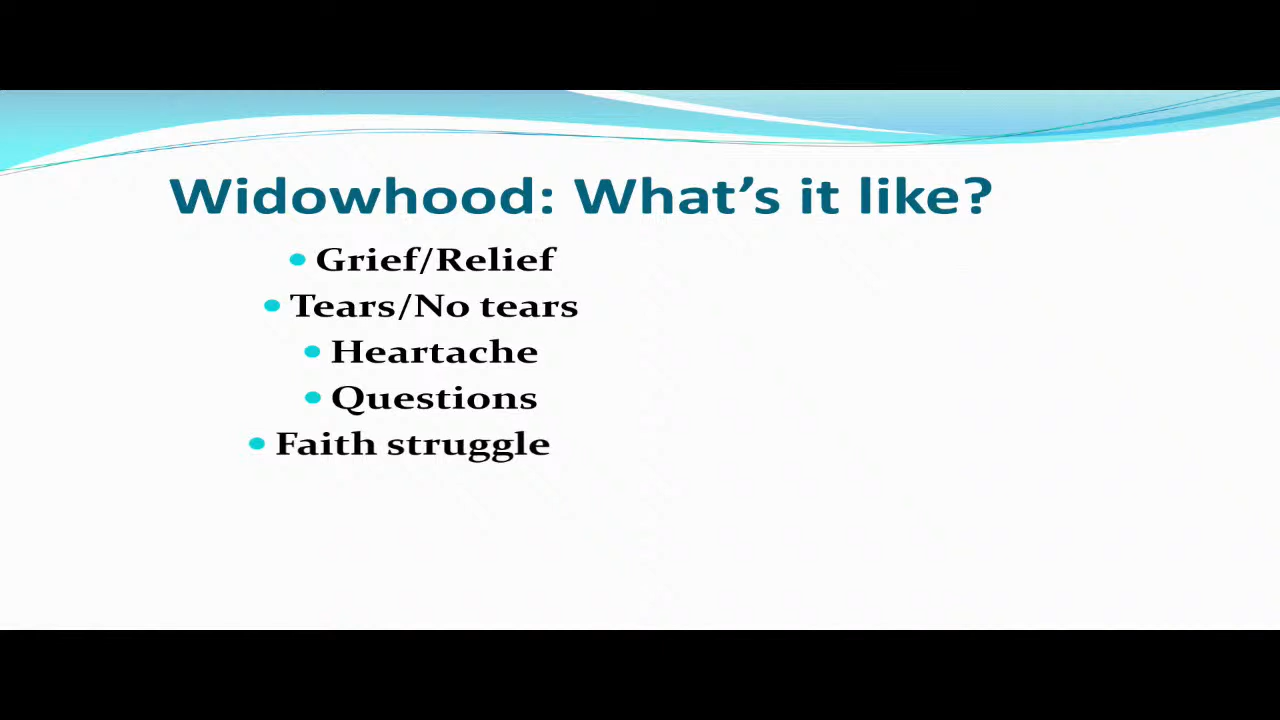 Widowhood: What’s it like?
• Grief/Relief
• Tears/No tears
• Heartache
• Questions
• Faith struggle